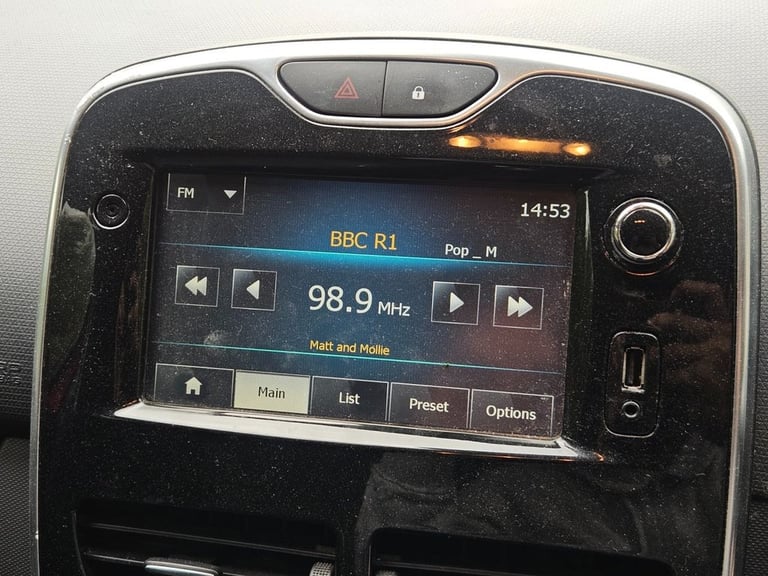 FM
14:53
BBC R1
Pop _ M
98.9 MHz
Matt and Mollie
Main
List
Preset
Options